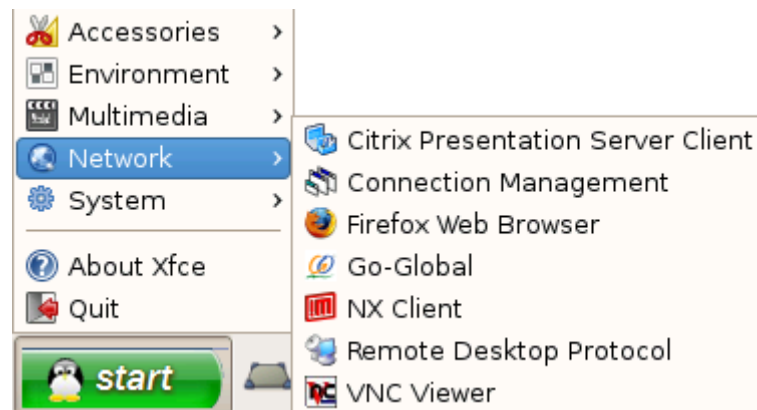 Accessories
Environment
Multimedia
Network
System
About Xfce
Quit
start
Citrix Presentation Server Client
Connection Management
Firefox Web Browser
Go-Global
NX Client
Remote Desktop Protocol
VNC Viewer